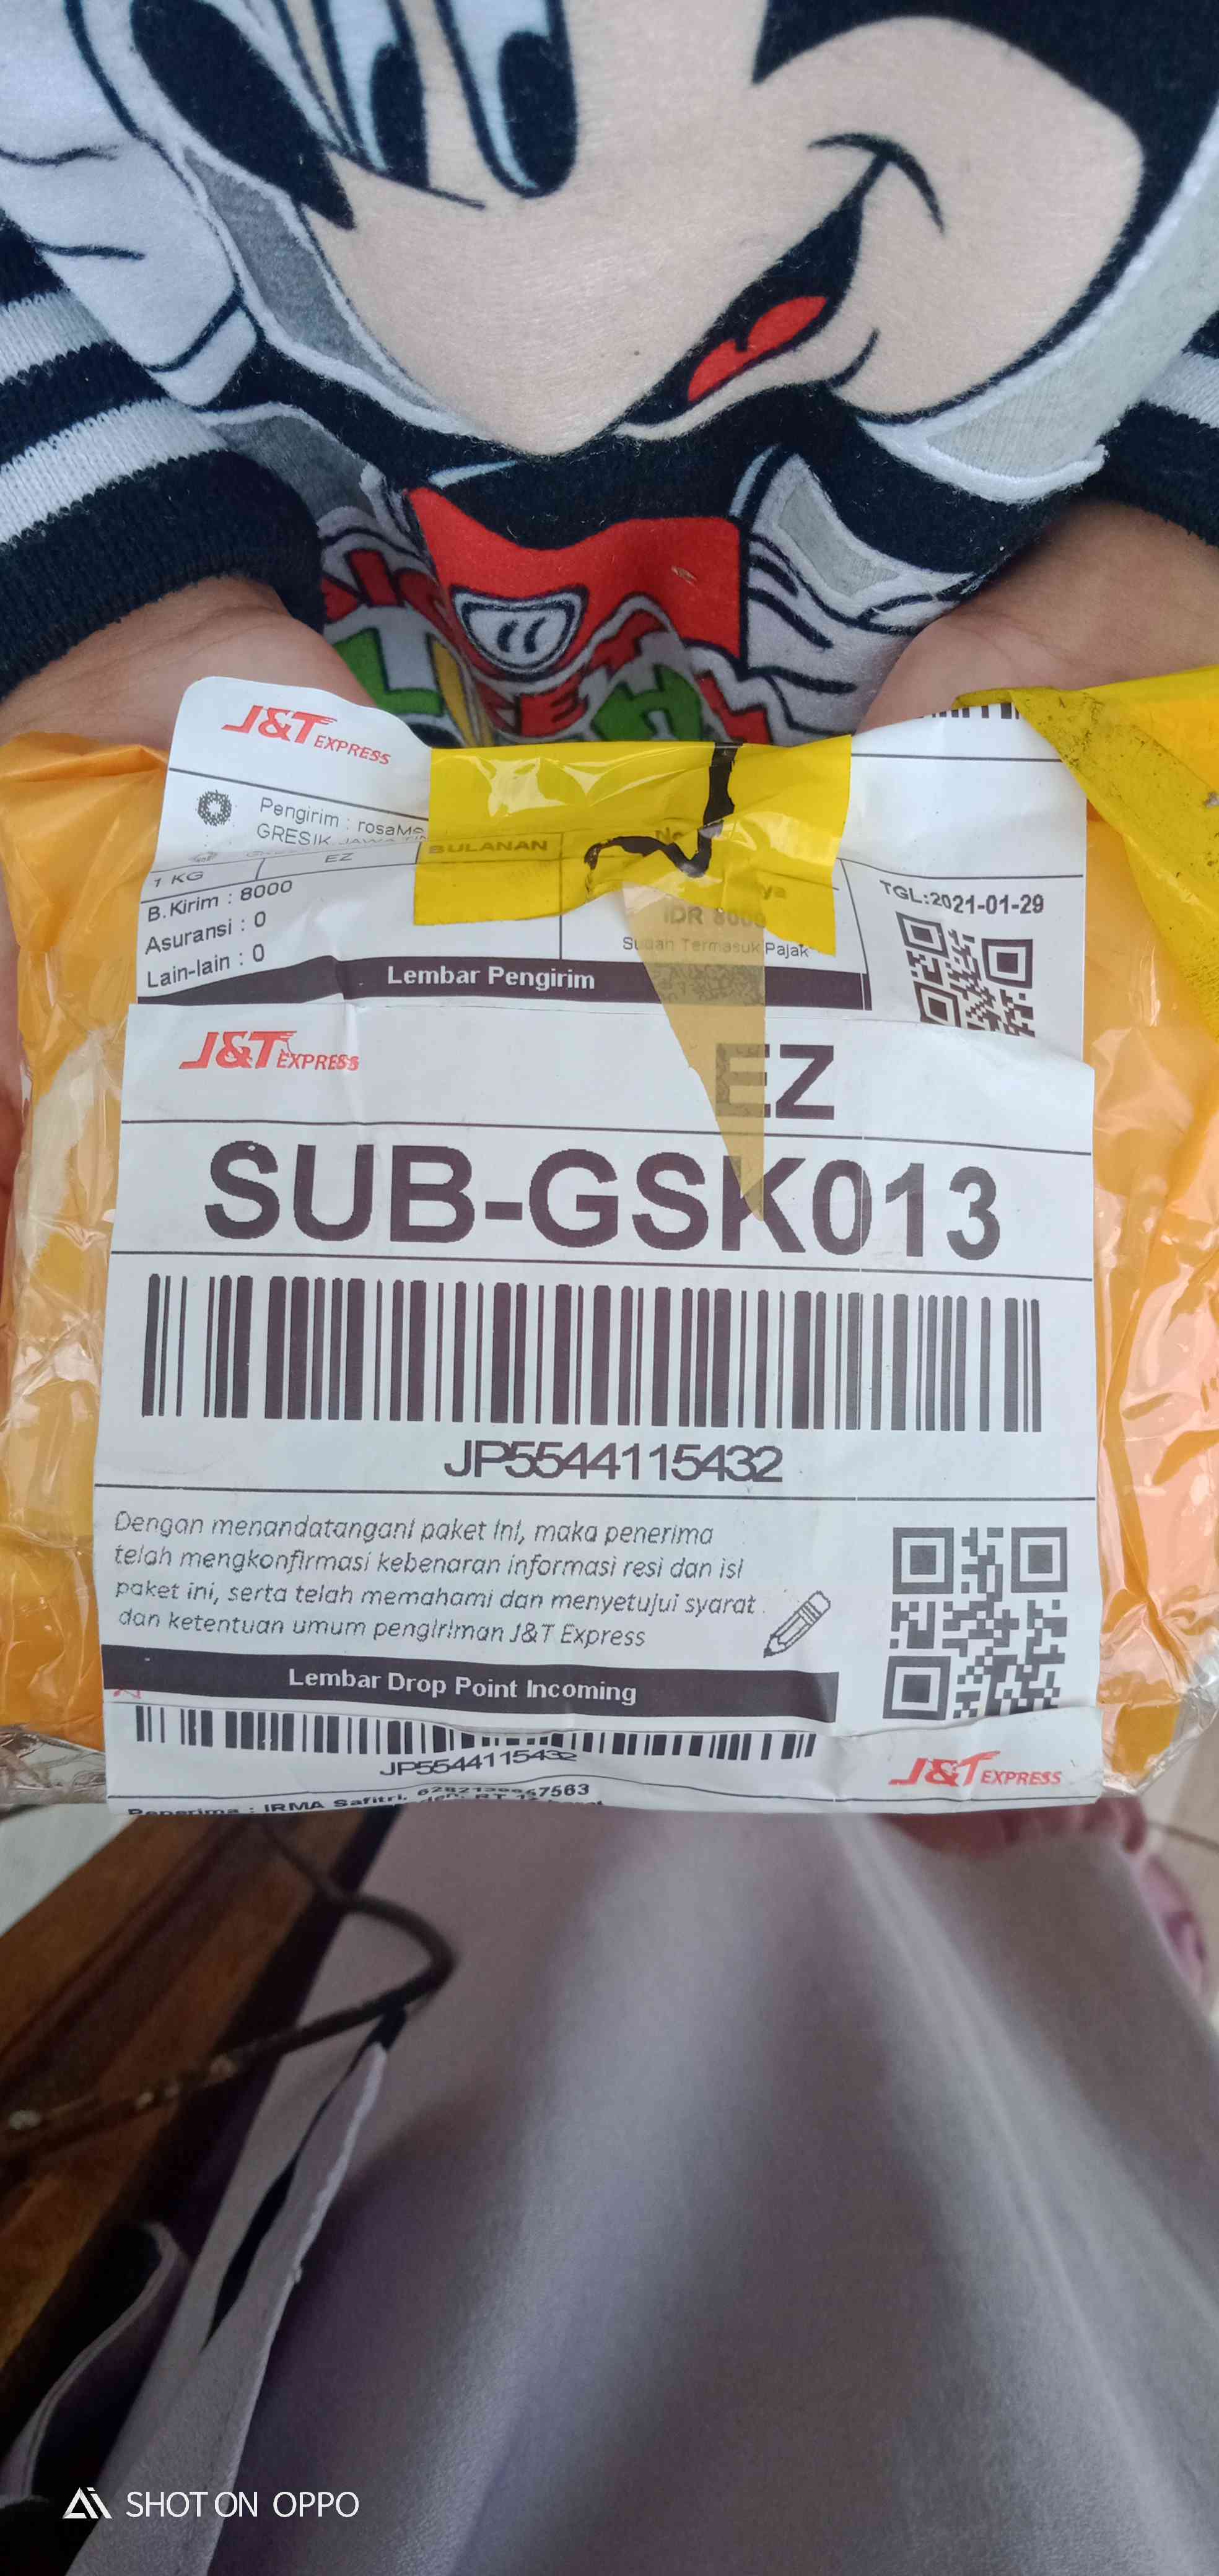 J&T EXPRESS
Pengirim : rosaMe
GRESIK
1 KG
EZ
BULANAN
B.Kirim : 8000
Asuransi : 0
Lain-lain : 0
IDR 8000
Sudah Termasuk Pajak
TGL:2021-01-29
Lembar Pengirim
J&T EXPRESS
EZ
SUB-GSK013
JP5544115432
Dengan menandatangani paket ini, maka penerima
telah mengkonfirmasi kebenaran informasi resi dan isi
paket ini, serta telah memahami dan menyetujui syarat
dan ketentuan umum pengiriman J&T Express
Lembar Drop Point Incoming
JP5544115432
J&T EXPRESS
Penerima : IRMA Safitri,
SHOT ON OPPO